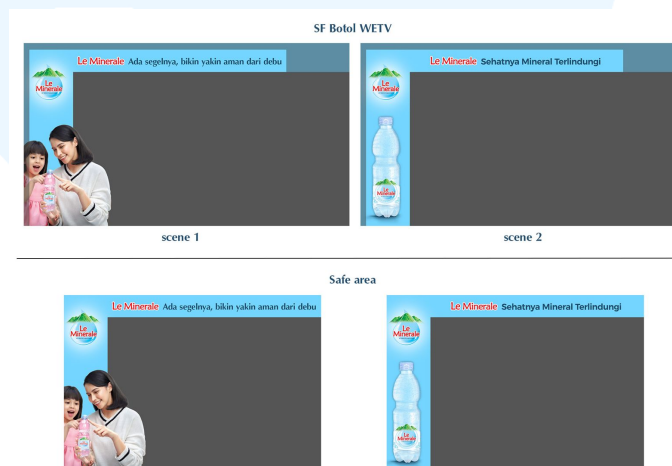 SF Botol WETV
Le Minerale Ada segelnya, bikin yakin aman dari debu
Le Minerale
Le Minerale Sehatnya Mineral Terlindungi
Le Minerale
Le Minerale
scene 1
scene 2
Safe area
Le Minerale Ada segelnya, bikin yakin aman dari debu
Le Minerale
Le Minerale Sehatnya Mineral Terlindungi
Le Minerale
Le Minerale